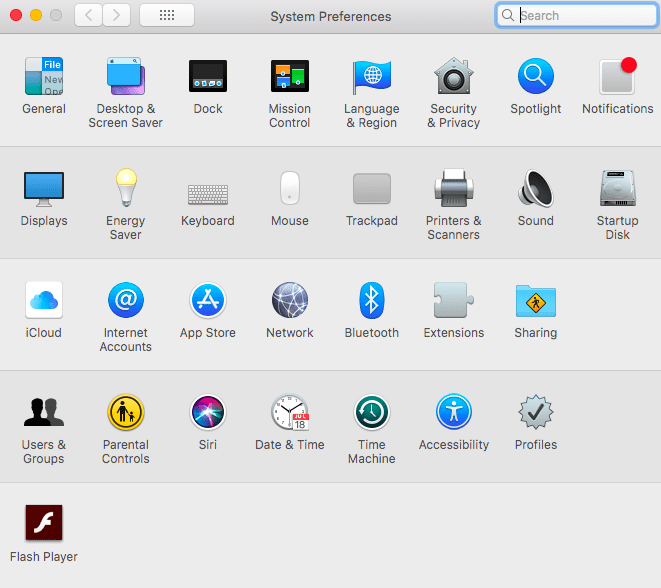 System Preferences
Search
File
New
Ope
General
Desktop &
Screen Saver
Dock
Mission
Control
Language
& Region
Security
& Privacy
Spotlight
Notifications
Displays
Energy
Saver
Keyboard
Mouse
Trackpad
Printers &
Scanners
Sound
Startup
Disk
iCloud
@
Internet
Accounts
App Store
Network
Bluetooth
Extensions
Sharing
Users &
Groups
Parental
Controls
Siri
JUL
18
Date & Time
Time
Machine
Accessibility
Profiles
Flash Player